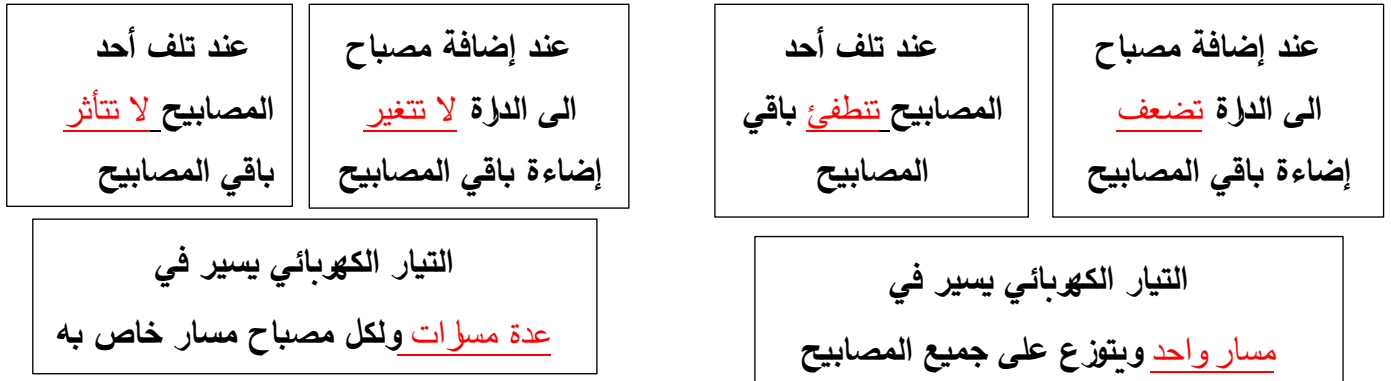 عند إضافة مصباح
الى الدارة تضعف
إضاءة باقي المصابيح
عند تلف أحد
المصابيح تنطفئ باقي
المصابيح
التيار الكهربائي يسير في
مسار واحد ويتوزع على جميع المصابيح
عند إضافة مصباح
الى الدارة لا تتغير
إضاءة باقي المصابيح
عند تلف أحد
المصابيح لا تتأثر
باقي المصابيح
التيار الكهربائي يسير في
عدة مسارات ولكل مصباح مسار خاص به